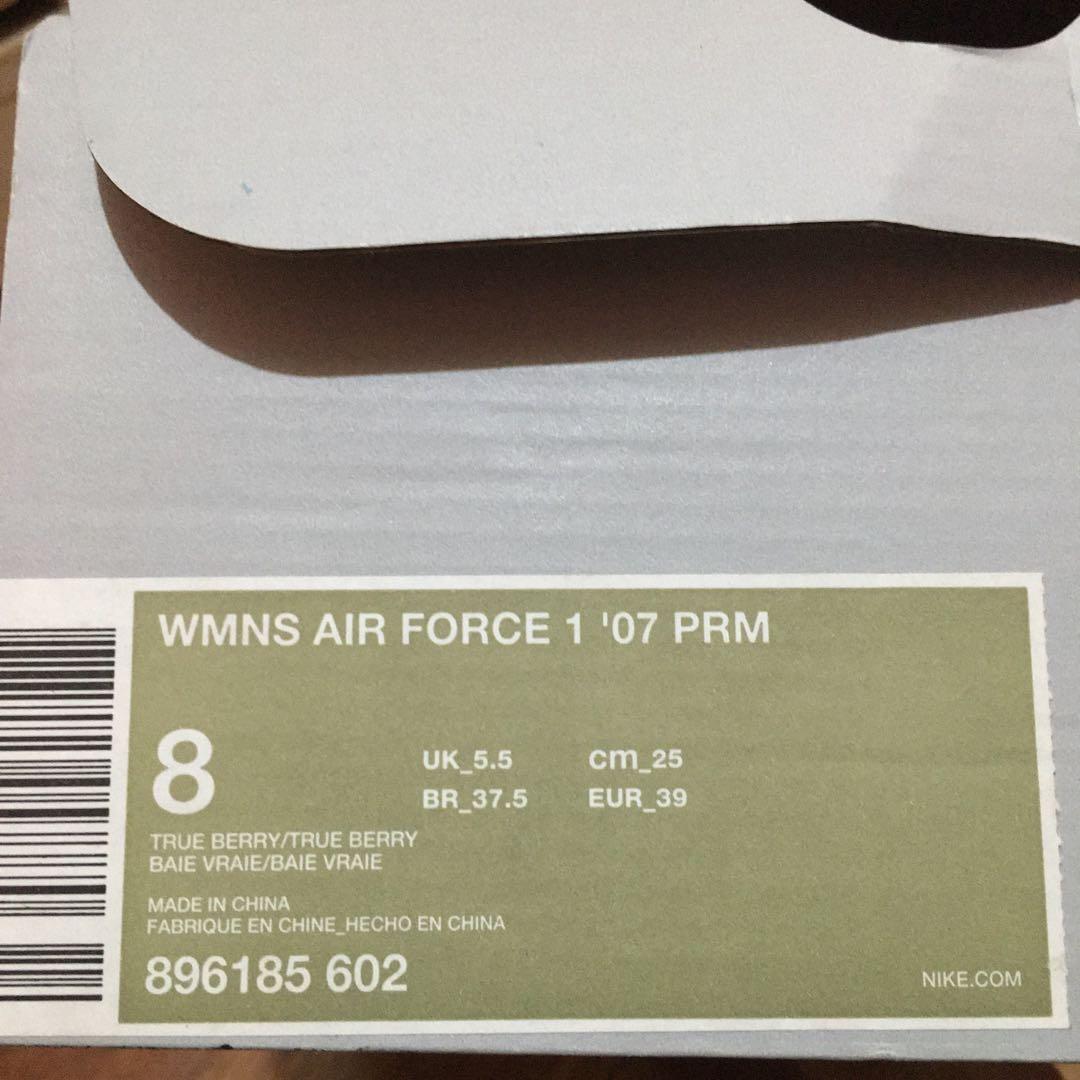 WMNS AIR FORCE 1 '07 PRM
8
UK_5.5 cm_25
BR_37.5 EUR_39
TRUE BERRY/TRUE BERRY
BAIE VRAIE/BAIE VRAIE
MADE IN CHINA
FABRIQUE EN CHINE_HECHO EN CHINA
896185 602
NIKE.COM